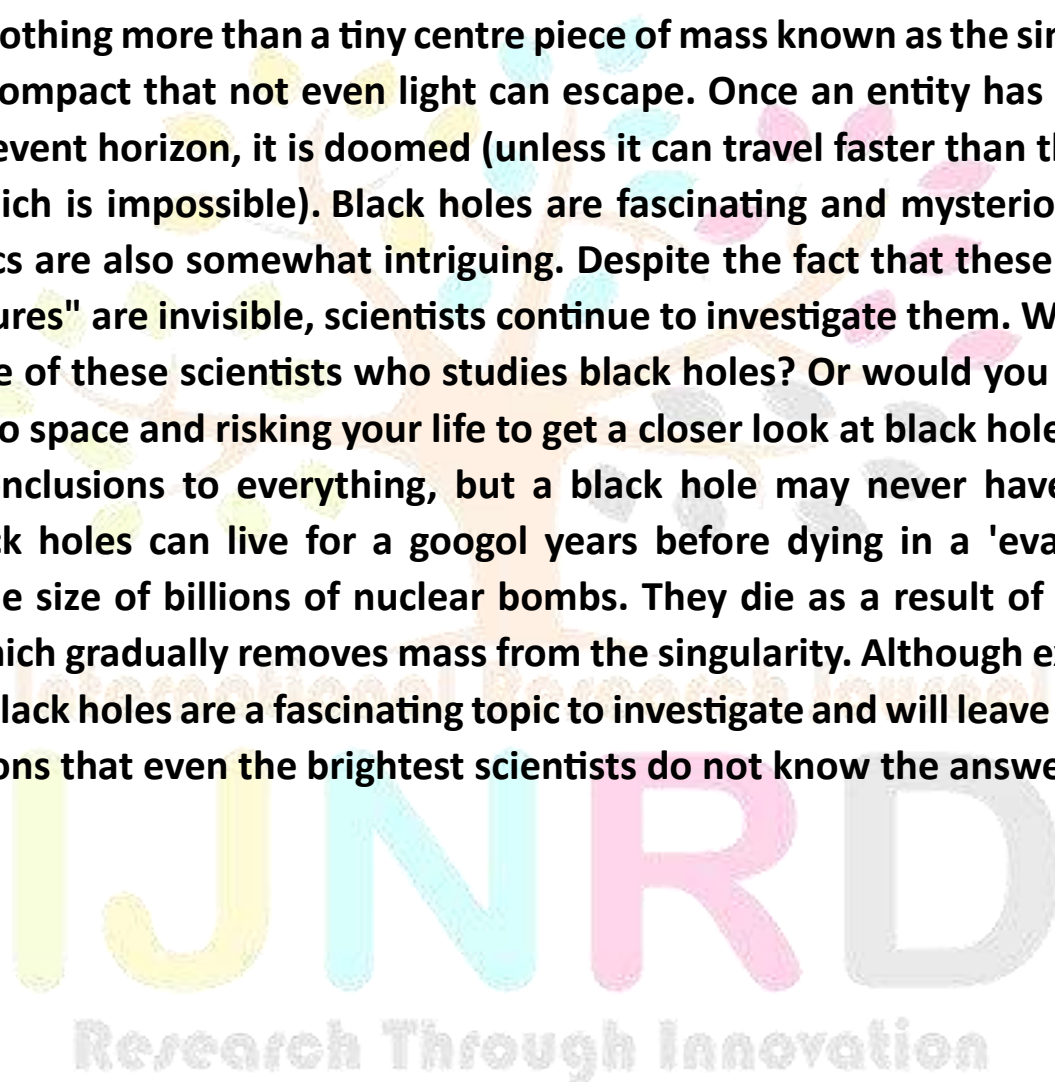 othing more than a tiny centre piece of mass known as the sin
ompact that not even light can escape. Once an entity has
event horizon, it is doomed (unless it can travel faster than th
ich is impossible). Black holes are fascinating and mysterio
cs are also somewhat intriguing. Despite the fact that these
ures" are invisible, scientists continue to investigate them. W
e of these scientists who studies black holes? Or would you
o space and risking your life to get a closer look at black hole
nclusions to everything, but a black hole may never have
ck holes can live for a googol years before dying in a 'eva
e size of billions of nuclear bombs. They die as a result of
hich gradually removes mass from the singularity. Although ex
International Research Journal
lack holes are a fascinating topic to investigate and will leave
ons that even the brightest scientists do not know the answe
IJNRD
Research Through Innovation